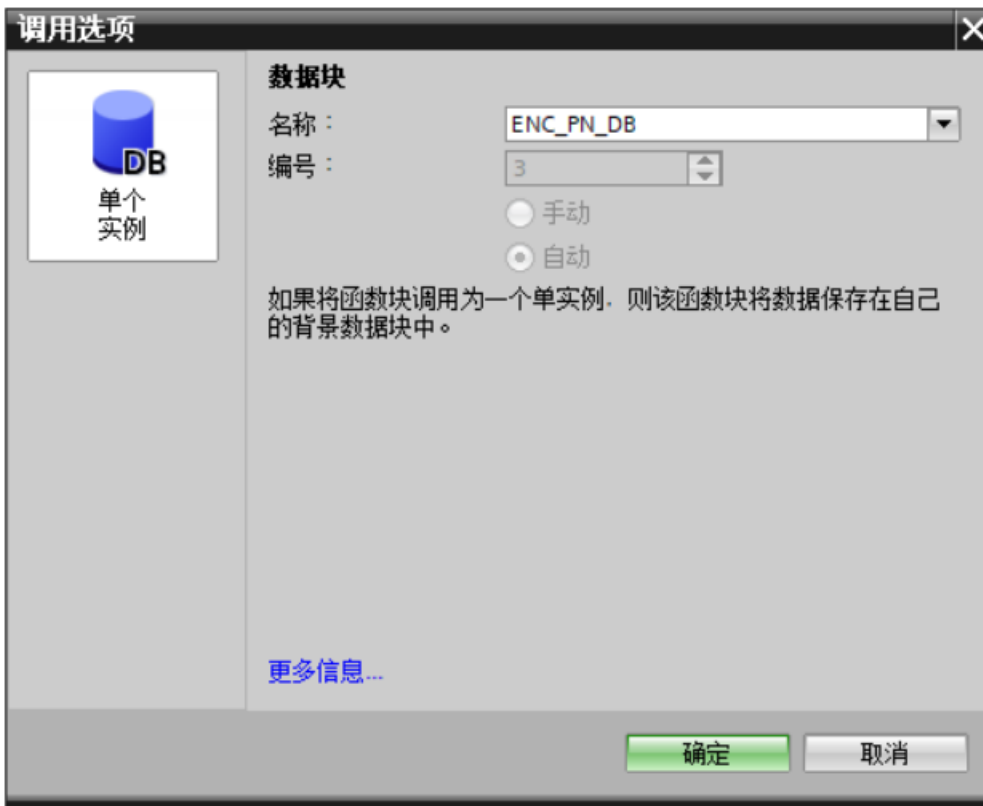 调用选项
DB
单个
实例
数据块
名称：
ENC_PN_DB
编号：
3
手动
自动
如果将函数块调用为一个单实例，则该函数块将数据保存在自己
的背景数据块中。
更多信息...
确定
取消